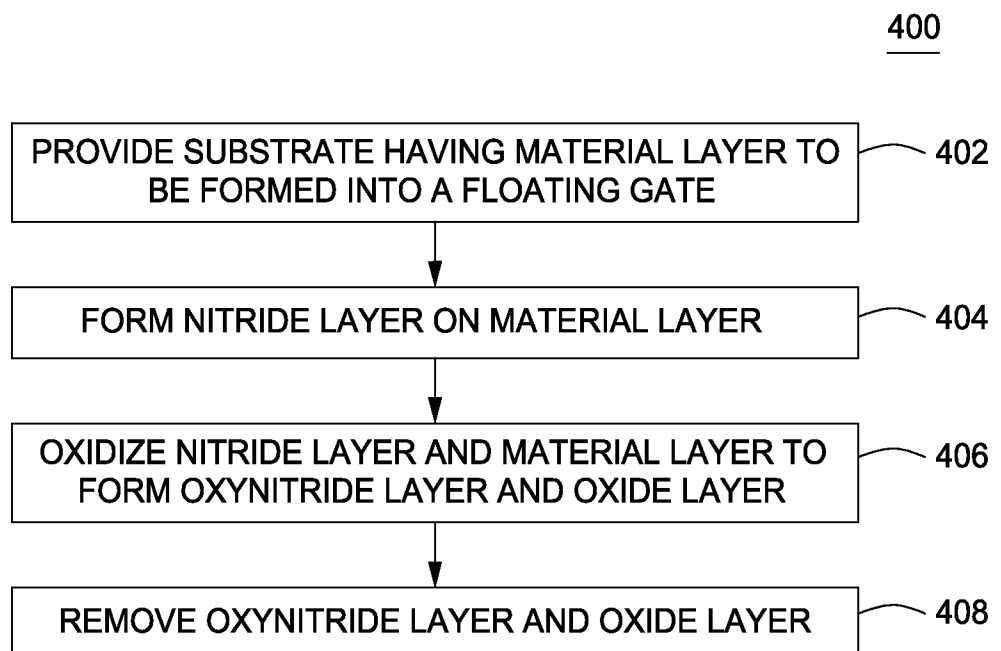 400
PROVIDE SUBSTRATE HAVING MATERIAL LAYER TO
BE FORMED INTO A FLOATING GATE
402
FORM NITRIDE LAYER ON MATERIAL LAYER
404
OXIDIZE NITRIDE LAYER AND MATERIAL LAYER TO
FORM OXYNITRIDE LAYER AND OXIDE LAYER
406
REMOVE OXYNITRIDE LAYER AND OXIDE LAYER
408